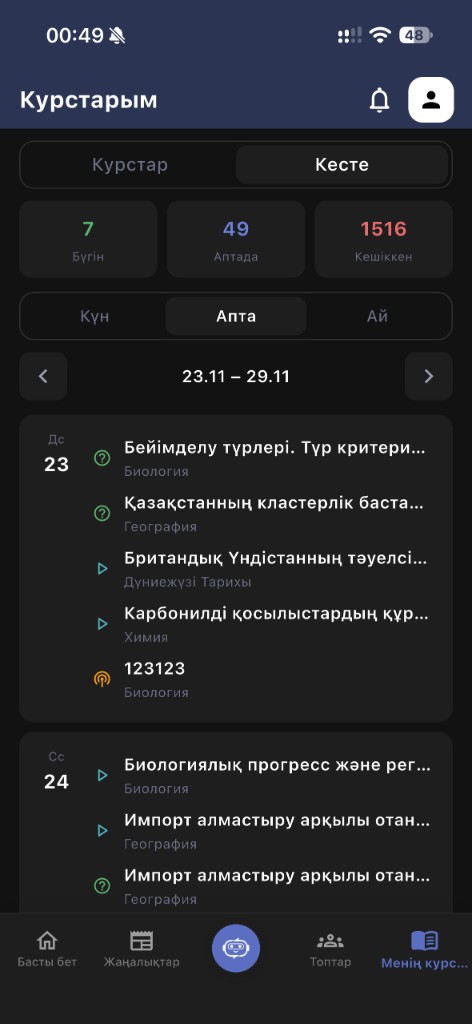 00:49
48
Курстарым
Курстар
Кесте
7
49
1516
Бүгін
Аптада
Кешіккен
Күн
Апта
Ай
23.11 – 29.11
Дс
23
Бейімделу түрлері. Түр критери...
Биология
Қазақстанның кластерлік баста...
География
Британдық Үндістанның тәуелсі...
Дүниежүзі Тарихы
Карбонилді қосылыстардың құр...
Химия
123123
Биология
Сс
24
Биологиялық прогресс және рег...
Биология
Импорт алмастыру арқылы отан...
География
Импорт алмастыру арқылы отан...
География
Басты бет
Жаңалықтар
Топтар
Менің курс...